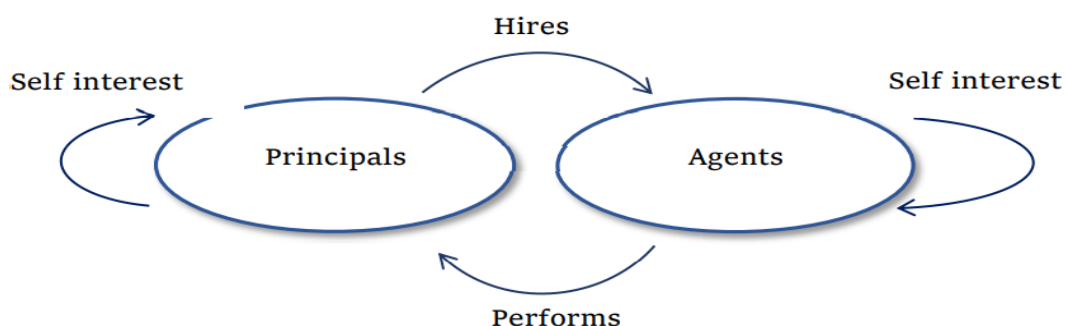 Hires
Self interest
Self interest
Principals
Agents
Performs